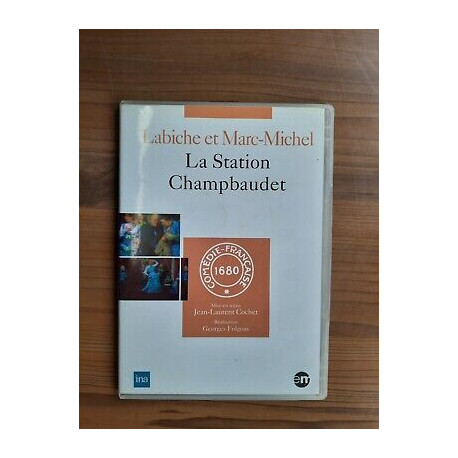 Labiche et Marc-Michel
La Station
Champbaudet
COMÉDIE-FRANÇAISE
1680
Mise en scène
Jean-Laurent Cochet
Réalisation
Georges Folgoas
ina
em